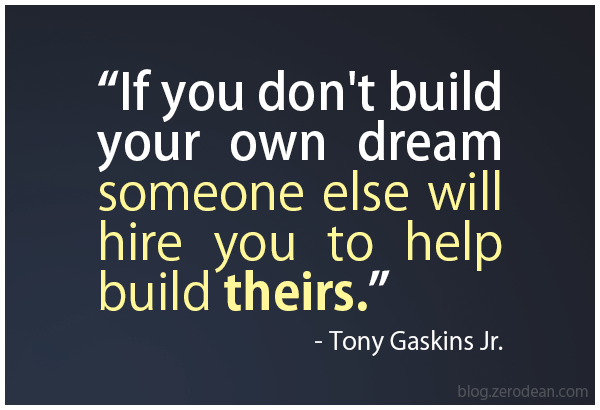 “If you don't build
your own dream
someone else will
hire you to help
build theirs.”
- Tony Gaskins Jr.
blog.zerodean.com